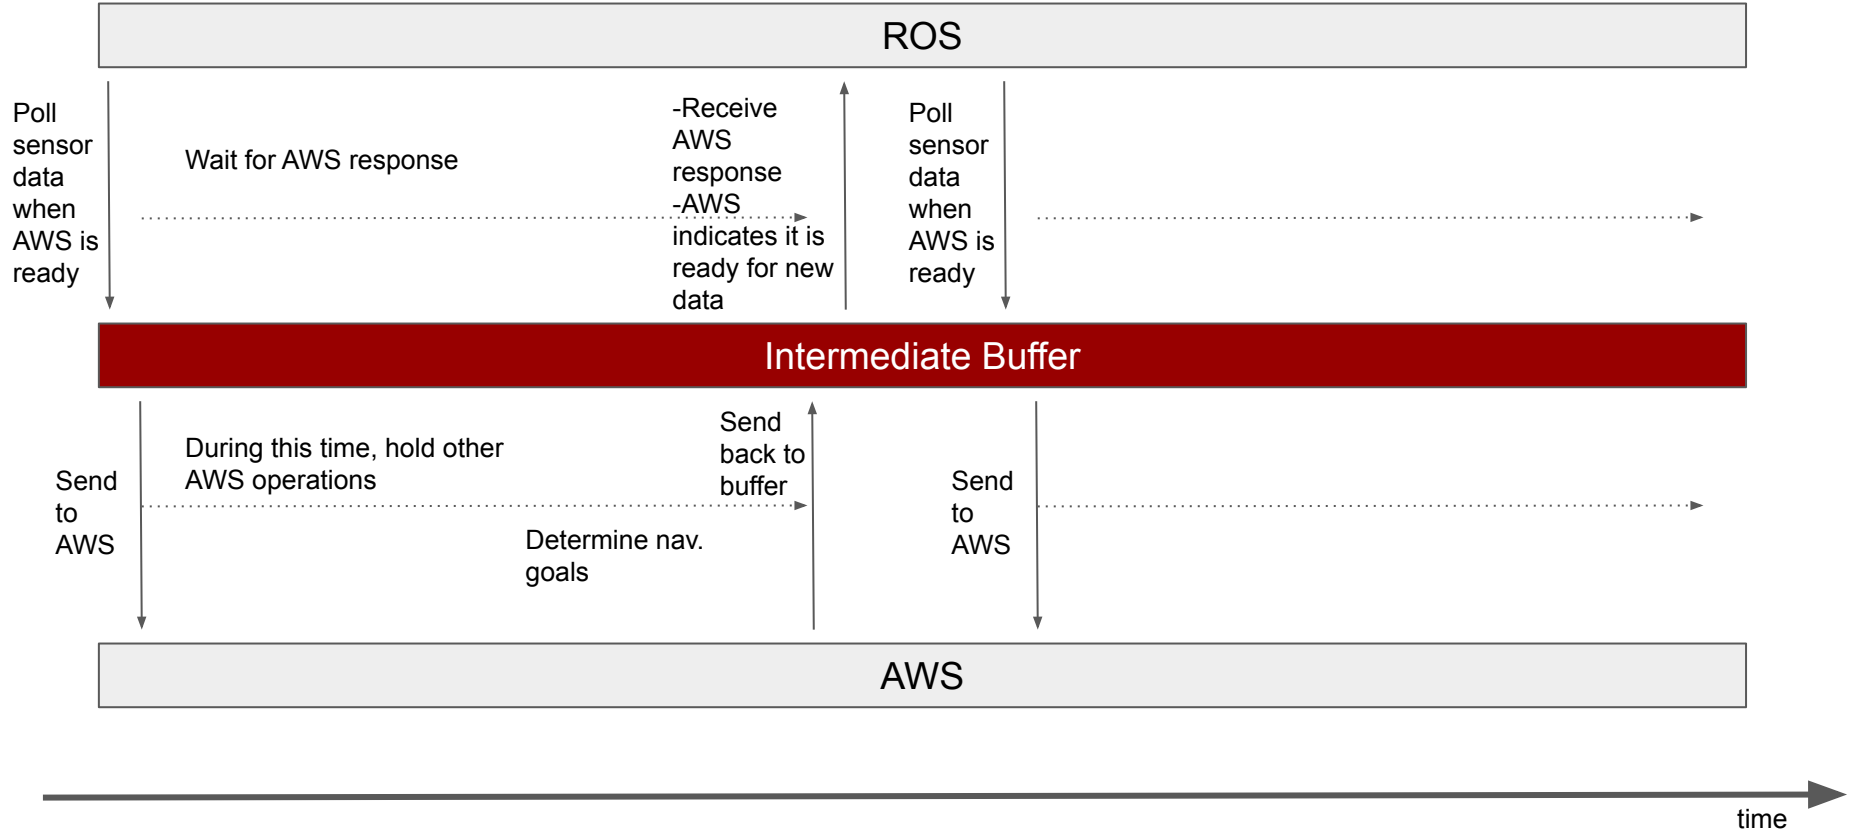 ROS
Poll
sensor
data
when
AWS is
ready
Wait for AWS response
-Receive
AWS
response
-AWS
indicates it is
ready for new
data
Poll
sensor
data
when
AWS is
ready
Intermediate Buffer
Send
to
AWS
During this time, hold other
AWS operations
Determine nav.
goals
Send
back to
buffer
Send
to
AWS
AWS
time